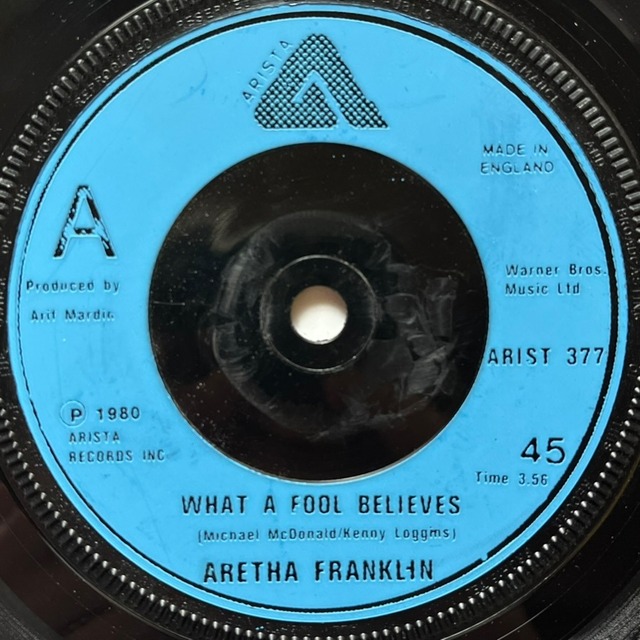 ARISTA
MADE IN
ENGLAND
A
Produced by
Arif Mardin
Warner Bros.
Music Ltd
ARIST 377
℗ 1980
ARISTA
RECORDS INC
45
Time 3.56
WHAT A FOOL BELIEVES
(Michael McDonald/Kenny Loggins)
ARETHA FRANKLIN